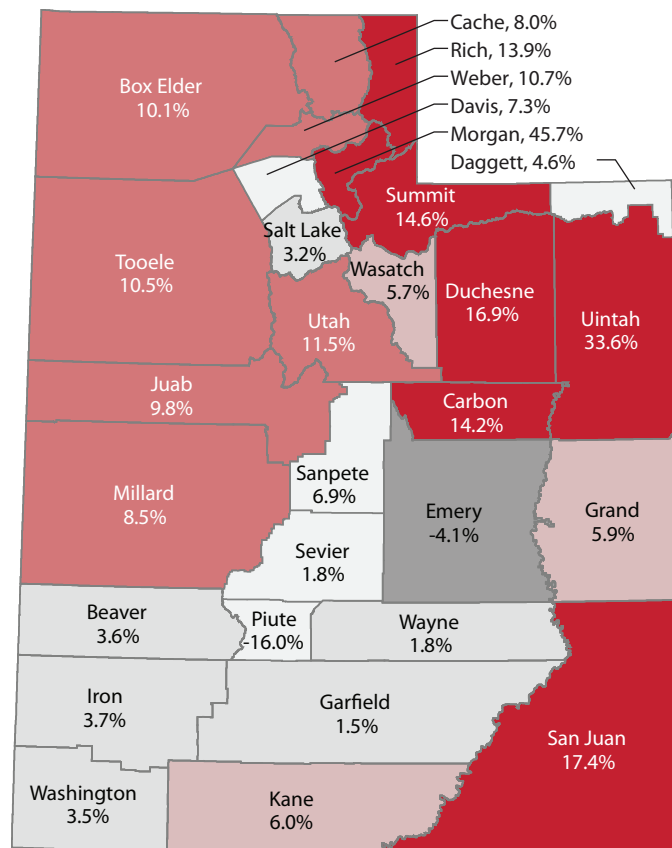 Cache, 8.0%
Rich, 13.9%
Weber, 10.7%
Davis, 7.3%
Morgan, 45.7%
Daggett, 4.6%
Box Elder
10.1%
Summit
14.6%
Salt Lake
3.2%
Tooele
10.5%
Wasatch
5.7%
Duchesne
16.9%
Uintah
33.6%
Utah
11.5%
Juab
9.8%
Carbon
14.2%
Sanpete
6.9%
Millard
8.5%
Emery
-4.1%
Grand
5.9%
Sevier
1.8%
Beaver
3.6%
Piute
-16.0%
Wayne
1.8%
Iron
3.7%
Garfield
1.5%
San Juan
17.4%
Washington
3.5%
Kane
6.0%